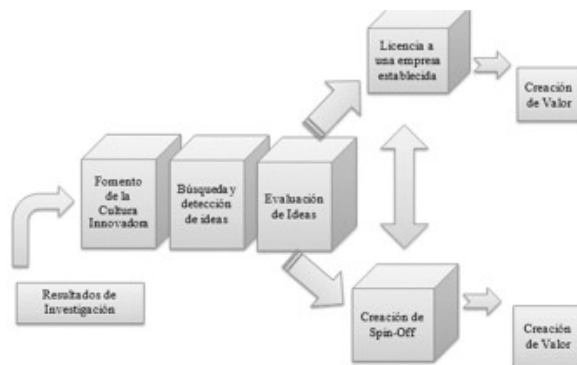 Licencia a
una empresa
establecida
Creación
de Valor
Fomento
de la
Cultura
Innovadora
Búsqueda y
detección
de ideas
Evaluación
de Ideas
Resultados de
Investigación
Creación de
Spin-Off
Creación
de Valor